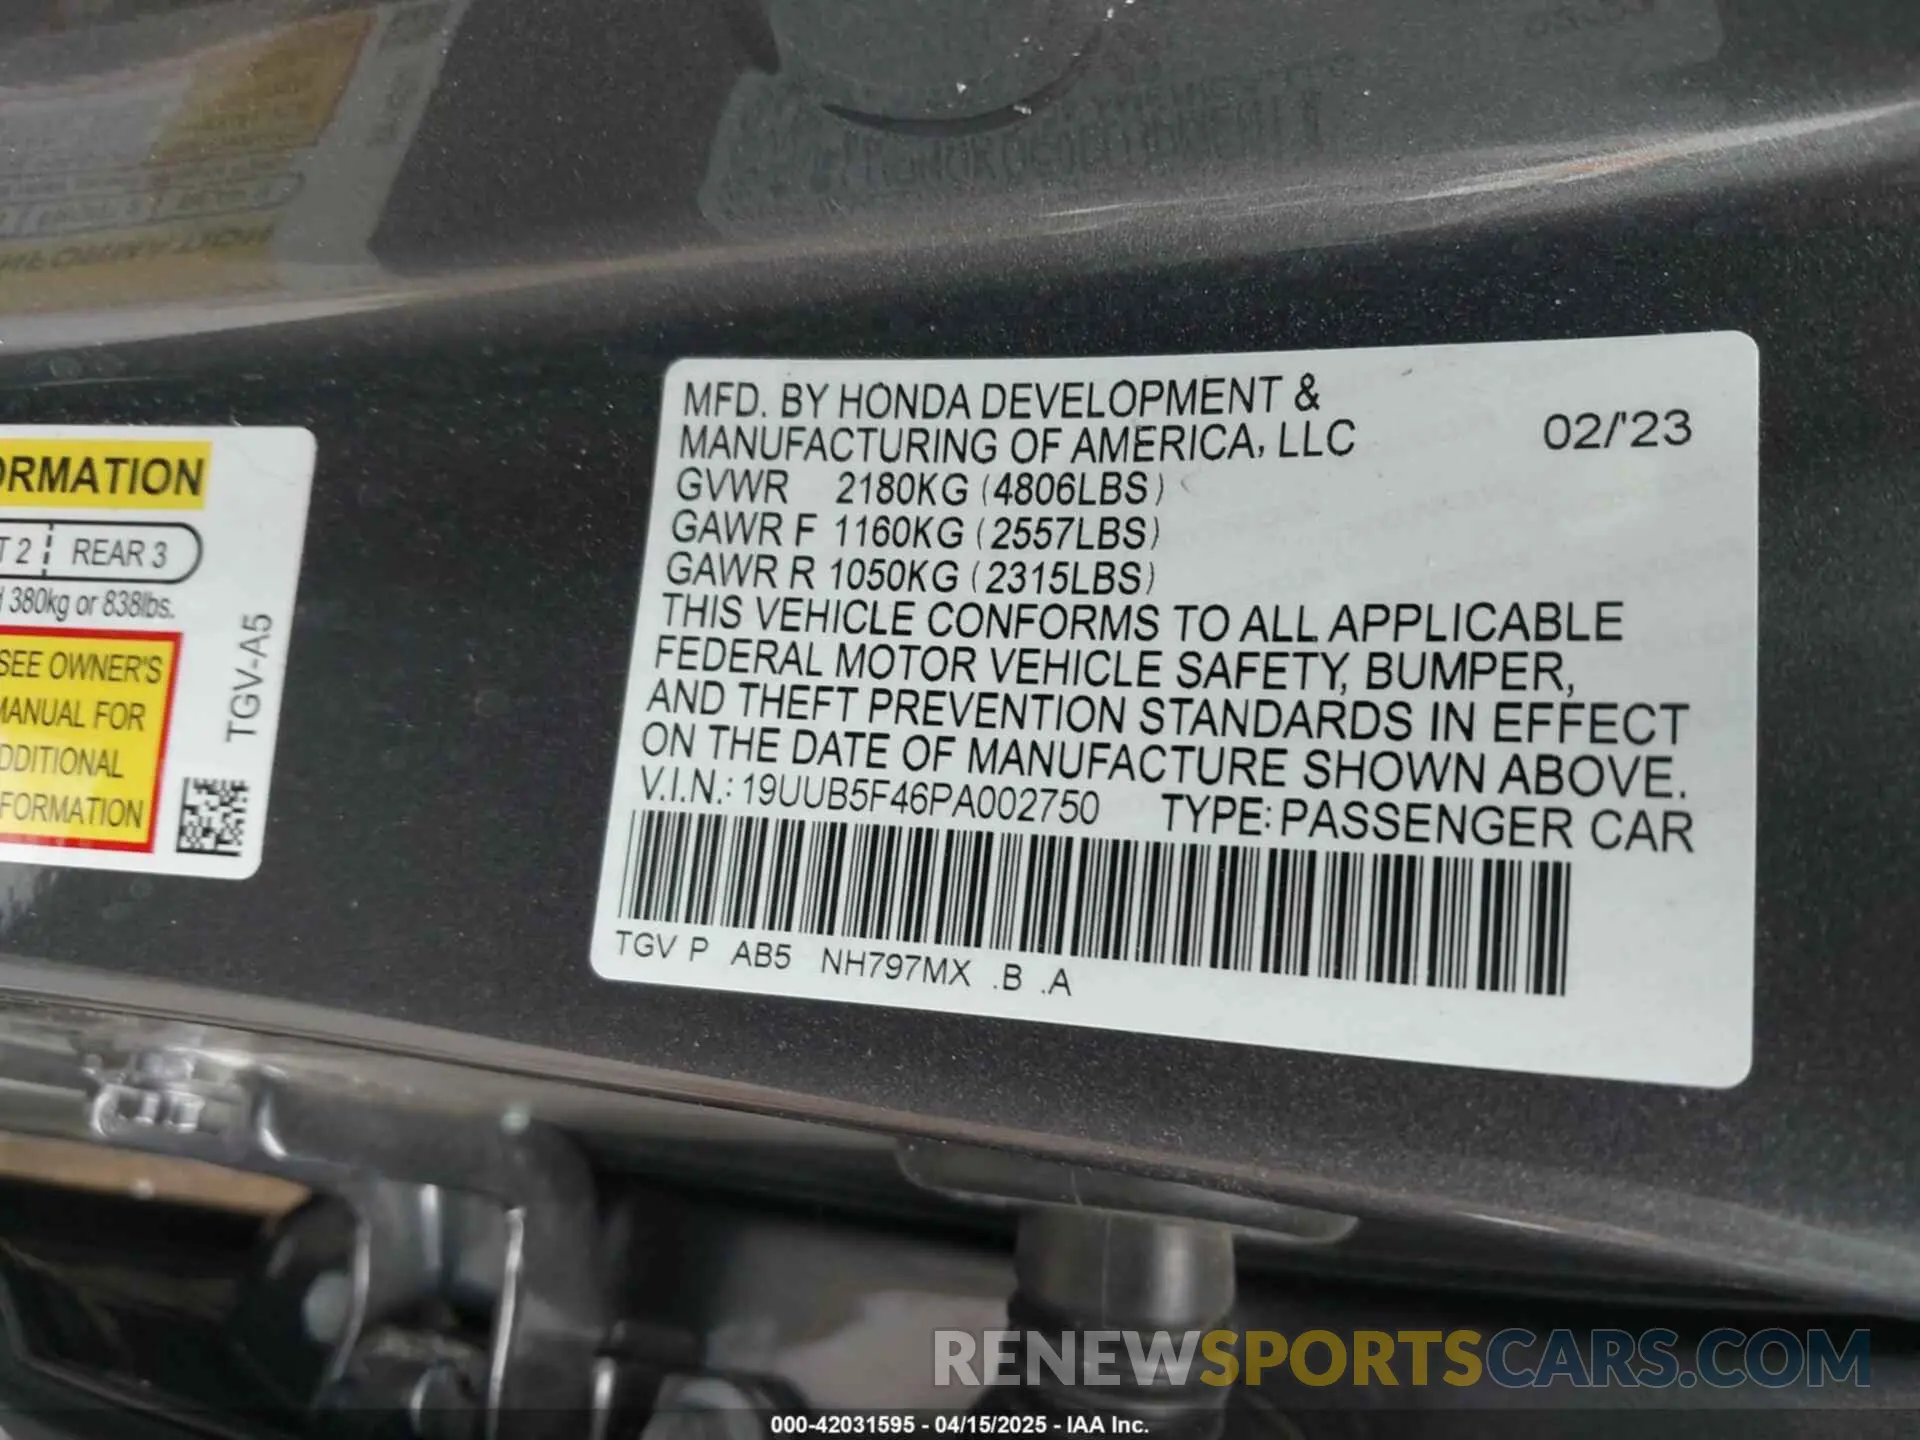 ORMATION
T 2 REAR 3
380kg or 838lbs.
SEE OWNER'S
MANUAL FOR
DDITIONAL
FORMATION
TGV-A5
MFD. BY HONDA DEVELOPMENT &
MANUFACTURING OF AMERICA, LLC 02/'23
GVWR 2180KG (4806LBS)
GAWR F 1160KG (2557LBS)
GAWR R 1050KG (2315LBS)
THIS VEHICLE CONFORMS TO ALL APPLICABLE
FEDERAL MOTOR VEHICLE SAFETY, BUMPER,
AND THEFT PREVENTION STANDARDS IN EFFECT
ON THE DATE OF MANUFACTURE SHOWN ABOVE.
V.I.N.: 19UUB5F46PA002750 TYPE: PASSENGER CAR
TGV P AB5 NH797MX .B .A
RENEWSPORTSCARS.COM
000-42031595 - 04/15/2025 - IAA Inc.